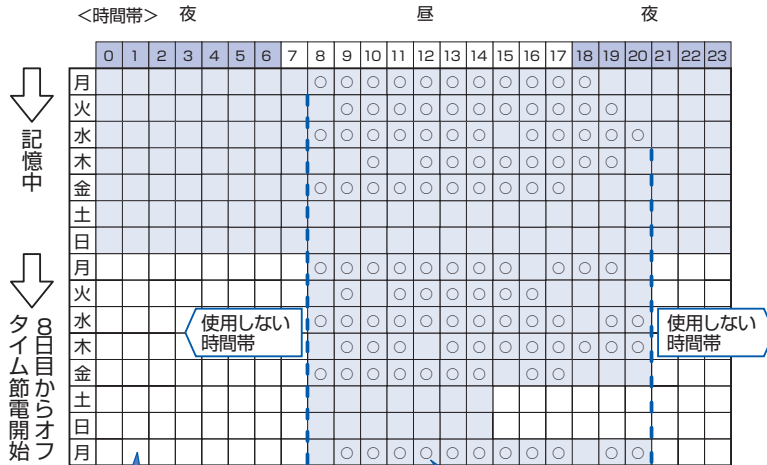 <時間帯> 夜 昼 夜
0 1 2 3 4 5 6 7 8 9 10 11 12 13 14 15 16 17 18 19 20 21 22 23
記憶中
月 ○ ○ ○ ○ ○ ○ ○ ○ ○ ○ ○
火 ○ ○ ○ ○ ○ ○ ○ ○ ○ ○ ○
水 ○ ○ ○ ○ ○ ○ ○ ○ ○ ○ ○ ○
木 ○ ○ ○ ○ ○ ○ ○ ○ ○
金 ○ ○ ○ ○ ○ ○ ○ ○ ○ ○
土
日
8日目からオフ
タイム節電開始
月 ○ ○ ○ ○ ○ ○ ○ ○ ○ ○ ○
火 ○ ○ ○ ○ ○ ○ ○
水 ○ ○ ○ ○ ○ ○ ○ ○ ○ ○ ○ ○
木 ○ ○ ○ ○ ○ ○ ○ ○ ○ ○ ○
金 ○ ○ ○ ○ ○ ○ ○ ○ ○
土
日
月 ○ ○ ○ ○ ○ ○ ○ ○ ○ ○ ○
使用しない
時間帯
使用しない
時間帯